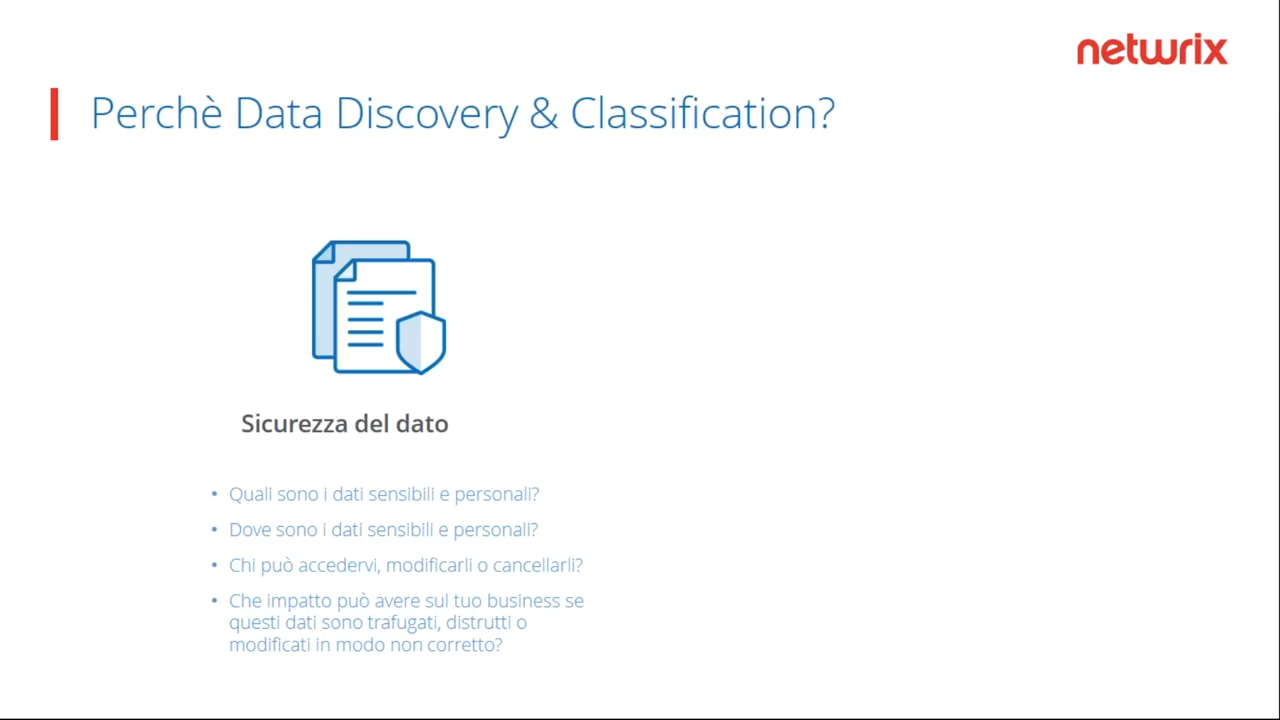 netwrix
Perchè Data Discovery & Classification?
Sicurezza del dato
• Quali sono i dati sensibili e personali?
• Dove sono i dati sensibili e personali?
• Chi può accedervi, modificarli o cancellarli?
• Che impatto può avere sul tuo business se
questi dati sono trafugati, distrutti o
modificati in modo non corretto?